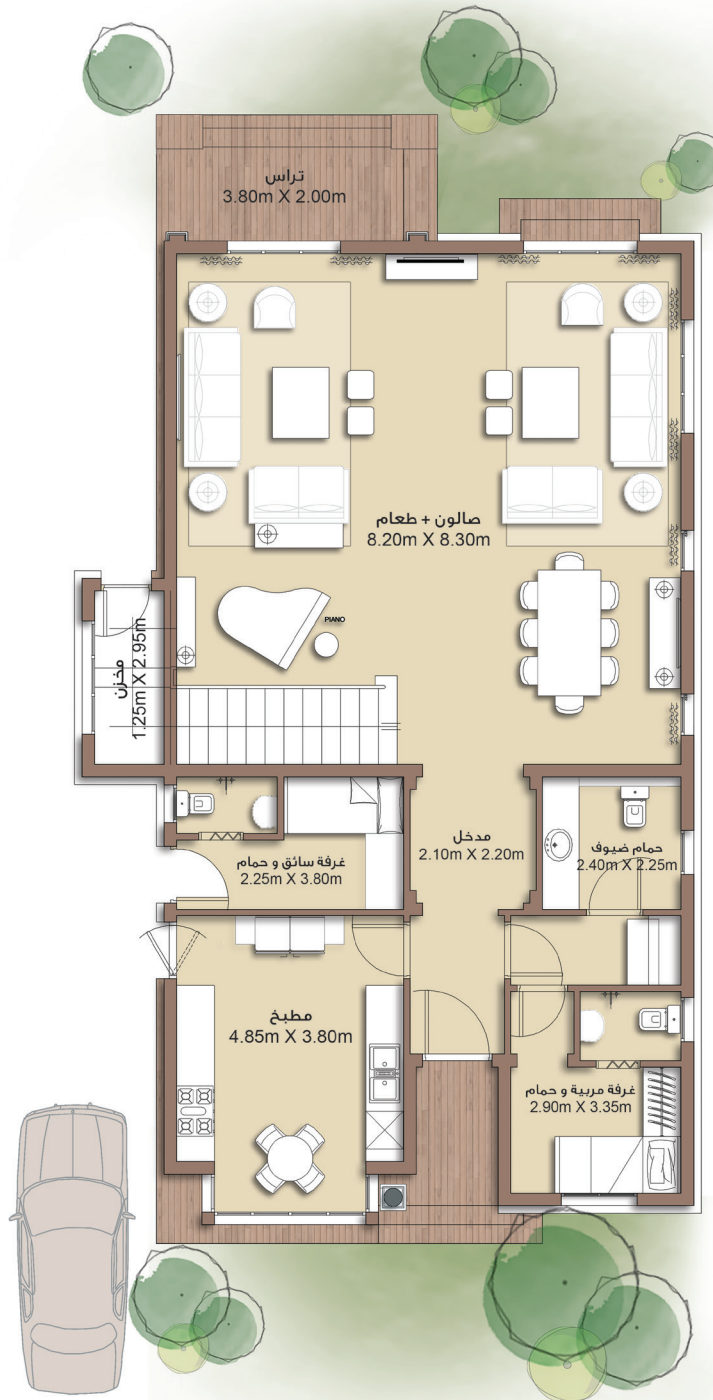 تراس
3.80m X 2.00m
صالون + طعام
8.20m X 8.30m
PIANO
مخزن
1.25m X 2.95m
مدخل
2.10m X 2.20m
حمام ضيوف
2.40m X 2.25m
غرفة سائق و حمام
2.25m X 3.80m
مطبخ
4.85m X 3.80m
غرفة مربية و حمام
2.90m X 3.35m